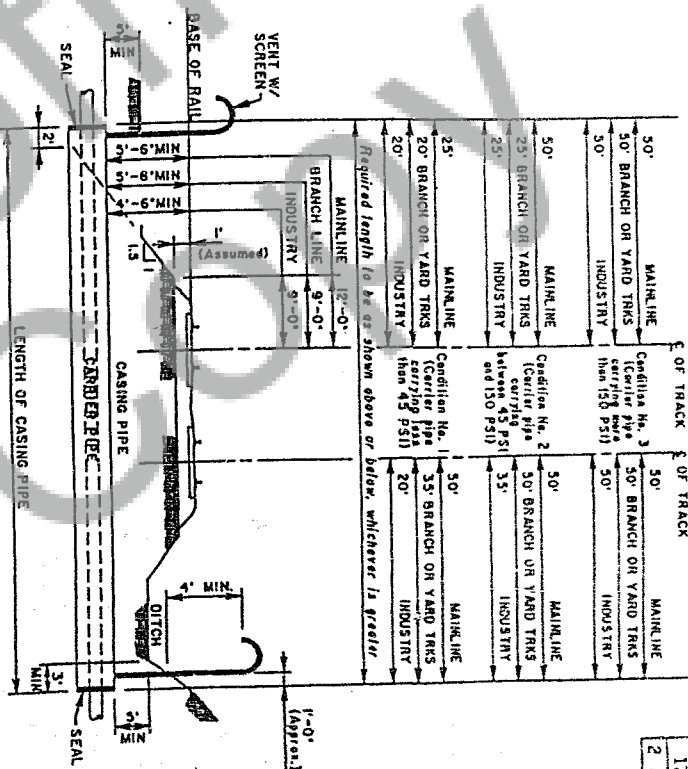 ℄ OF TRACK
℄ OF TRACK
50' MAINLINE
50' BRANCH OR YARD TRKS
50' INDUSTRY
Condition No. 3
(Carrier pipe
carrying more
than 150 PSI)
50' MAINLINE
50' BRANCH OR YARD TRKS
50' INDUSTRY
50' MAINLINE
25' BRANCH OR YARD TRKS
25' INDUSTRY
Condition No. 2
(Carrier pipe
carrying
between 45 PSI
and 150 PSI)
50' MAINLINE
50' BRANCH OR YARD TRKS
35' INDUSTRY
25' MAINLINE
20' BRANCH OR YARD TRKS
20' INDUSTRY
Condition No. 1
(Carrier pipe
carrying less
than 45 PSI)
50' MAINLINE
35' BRANCH OR YARD TRKS
20' INDUSTRY
Required length to be as shown above or below, whichever is greater
MAINLINE 12'-0"
BRANCH LINE 9'-0"
INDUSTRY 9'-0"
VENT W/
SCREEN
BASE OF RAIL
1'
(Assumed)
1.5
1
5'-6"MIN
5'-6"MIN
4'-6"MIN
MIN
4' MIN.
1'-0"
(Approx.)
DITCH
MIN
CASING PIPE
CARRIER PIPE
SEAL
2'
3'
MIN
SEAL
LENGTH OF CASING PIPE